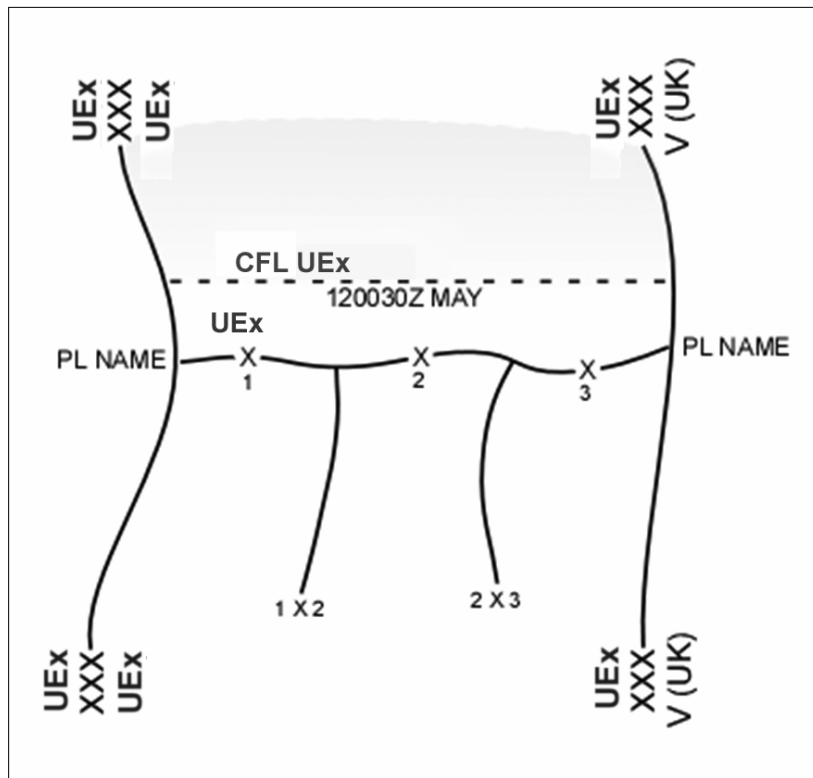 UEx
XXX
UEx
UEx
XXX
V (UK)
CFL UEx
120030Z MAY
UEx
PL NAME
X
1
X
2
X
3
PL NAME
1 X 2
2 X 3
UEx
XXX
UEx
UEx
XXX
V (UK)